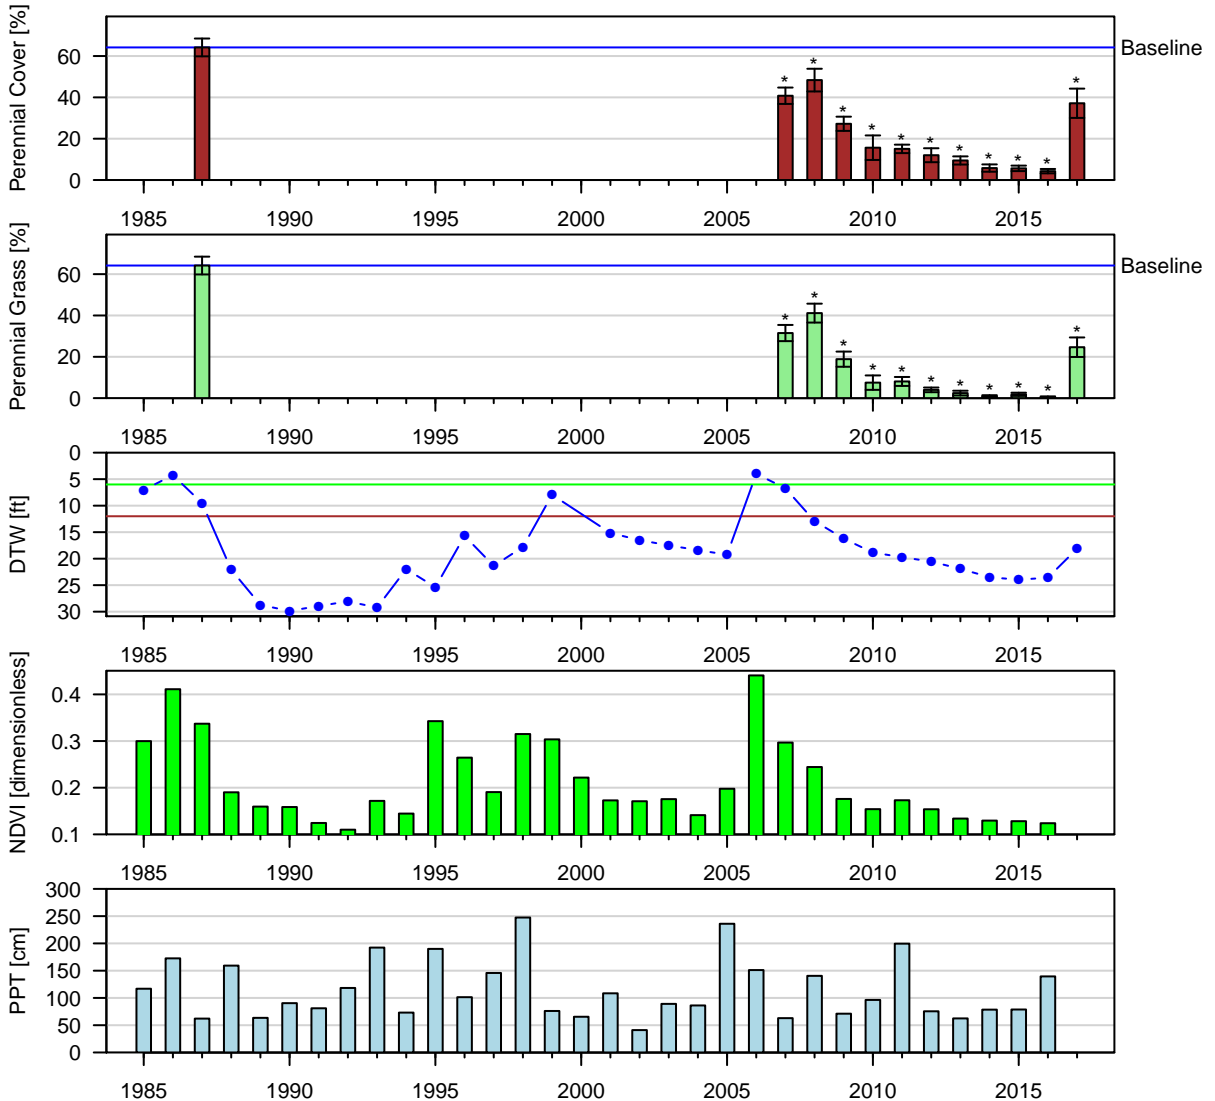 Perennial Cover [%]
60
40
20
0
Baseline
* * * * * * * * * * *
1985 1990 1995 2000 2005 2010 2015
Perennial Grass [%]
60
40
20
0
Baseline
* * * * * * * * * * *
1985 1990 1995 2000 2005 2010 2015
DTW [ft]
0
5
10
15
20
25
30
1985 1990 1995 2000 2005 2010 2015
NDVI [dimensionless]
0.4
0.3
0.2
0.1
1985 1990 1995 2000 2005 2010 2015
PPT [cm]
300
250
200
150
100
50
0
1985 1990 1995 2000 2005 2010 2015